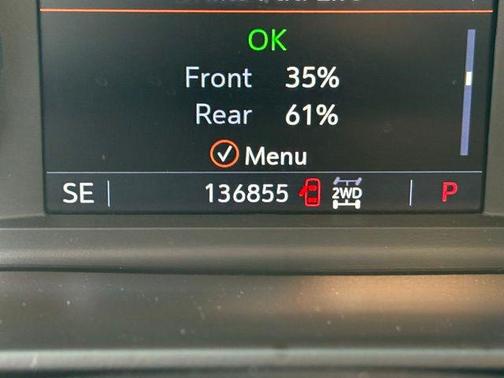 OK
Front 35%
Rear 61%
Menu
SE 136855 2WD P